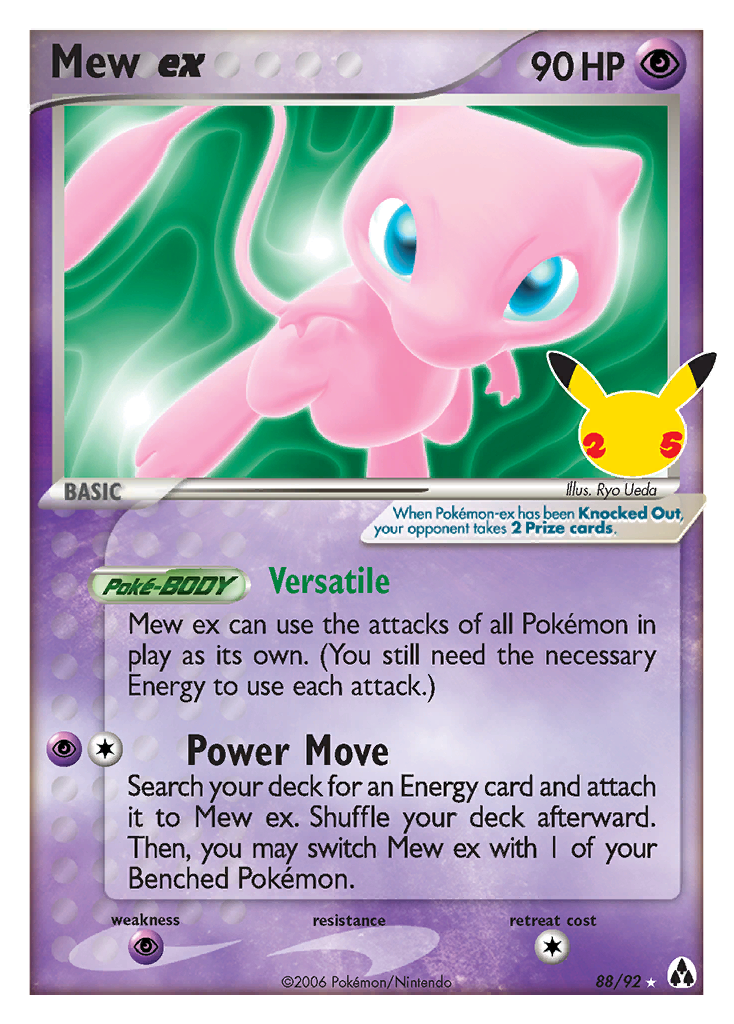 Mew ex
90 HP
2 5
BASIC
Illus. Ryo Ueda
When Pokémon-ex has been Knocked Out,
your opponent takes 2 Prize cards.
Poké-BODY Versatile
Mew ex can use the attacks of all Pokémon in
play as its own. (You still need the necessary
Energy to use each attack.)
Power Move
Search your deck for an Energy card and attach
it to Mew ex. Shuffle your deck afterward.
Then, you may switch Mew ex with 1 of your
Benched Pokémon.
weakness resistance retreat cost
©2006 Pokémon/Nintendo
88/92